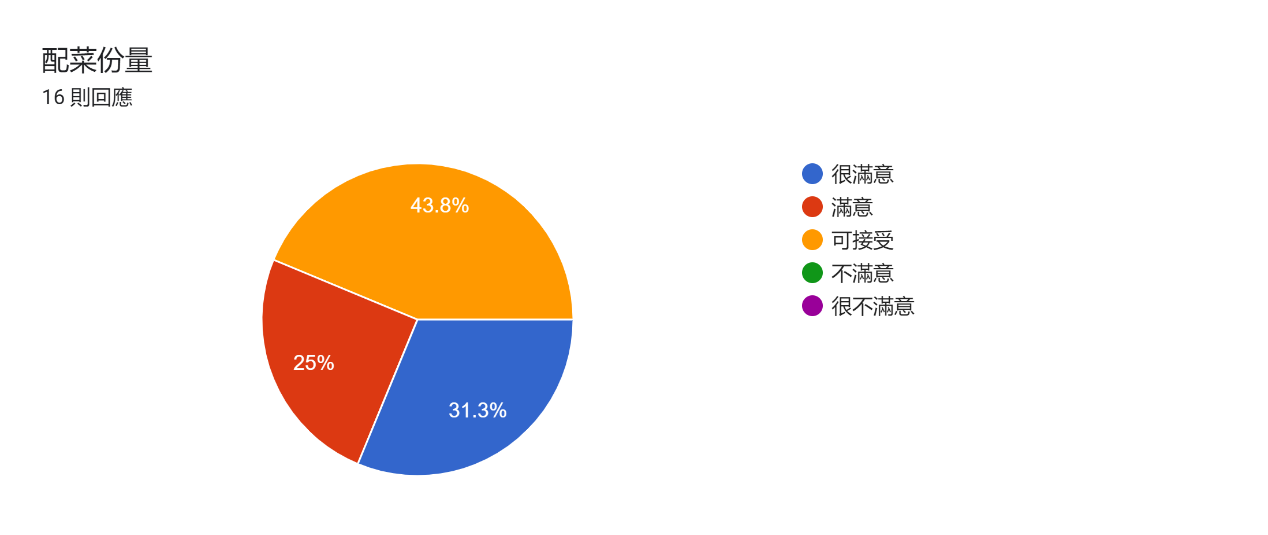 配菜份量
16 則回應
43.8%
25%
31.3%
很滿意
滿意
可接受
不滿意
很不滿意